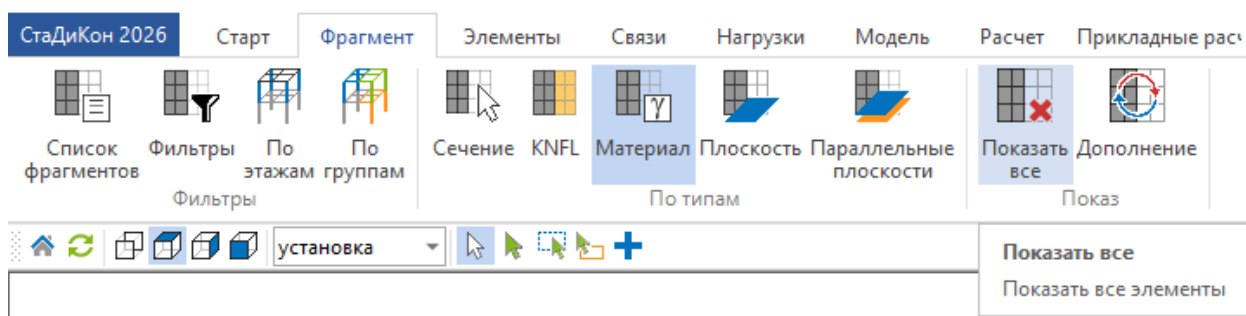 СтаДиКон 2026 Старт Фрагмент Элементы Связи Нагрузки Модель Расчет Прикладные
Список фрагментов Фильтры По этажам По группам Сечение KNFL γ Материал Плоскость Параллельные плоскости Показать все Дополнение
Фильтры По типам Показ
установка
Показать все
Показать все элементы